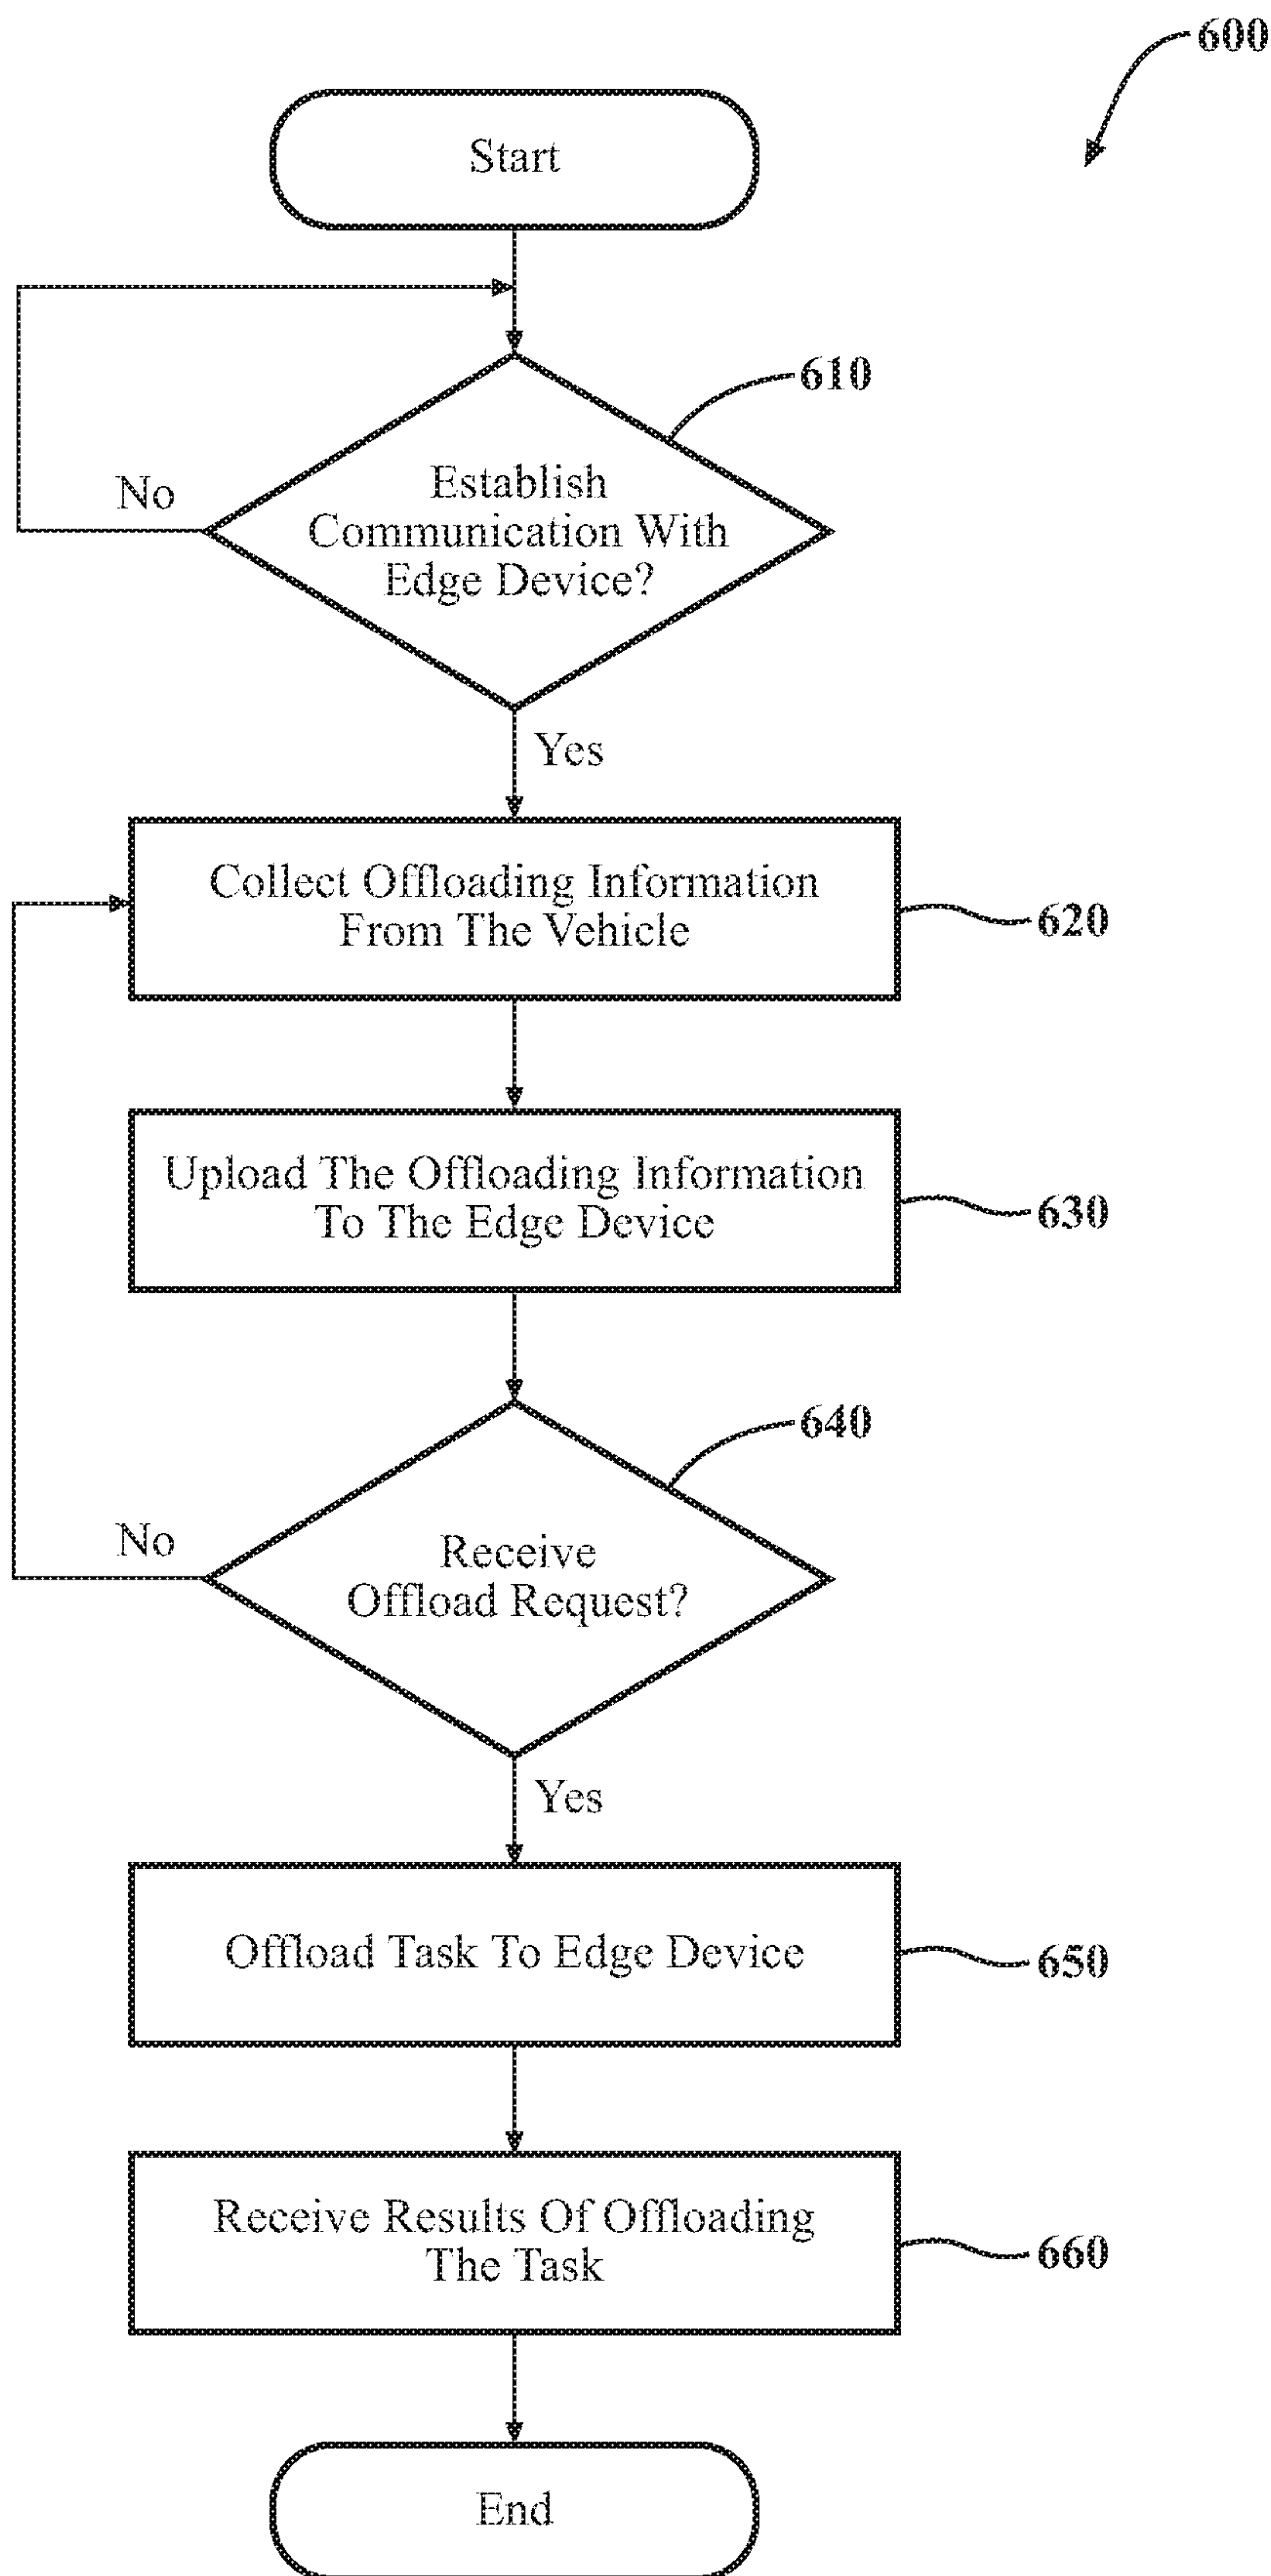 600
Start
610
Establish
Communication With
Edge Device?
No
Yes
Collect Offloading Information
From The Vehicle
620
Upload The Offloading Information
To The Edge Device
630
640
Receive
Offload Request?
No
Yes
Offload Task To Edge Device
650
Receive Results Of Offloading
The Task
660
End